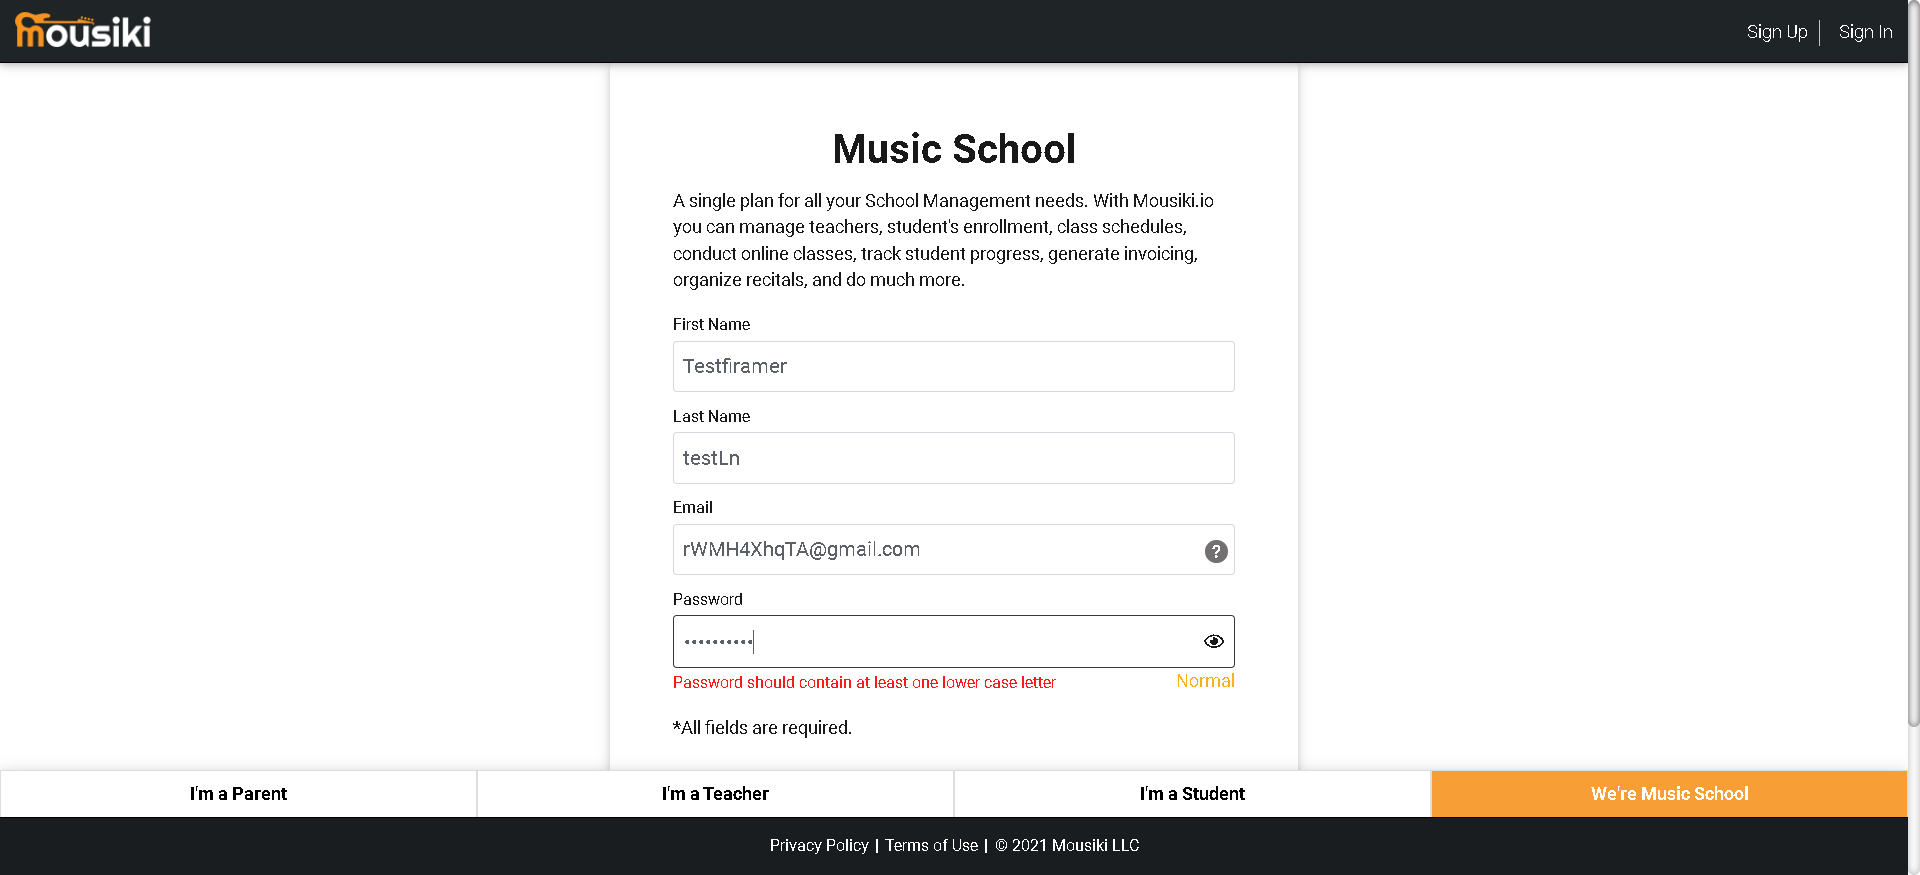 mousiki
Sign Up
Sign In
Music School
A single plan for all your School Management needs. With Mousiki.io
you can manage teachers, student's enrollment, class schedules,
conduct online classes, track student progress, generate invoicing,
organize recitals, and do much more.
First Name
Testfiramer
Last Name
testLn
Email
rWMH4XhqTA@gmail.com
?
Password
••••••••••
Password should contain at least one lower case letter
Normal
*All fields are required.
I'm a Parent
I'm a Teacher
I'm a Student
We're Music School
Privacy Policy | Terms of Use | © 2021 Mousiki LLC